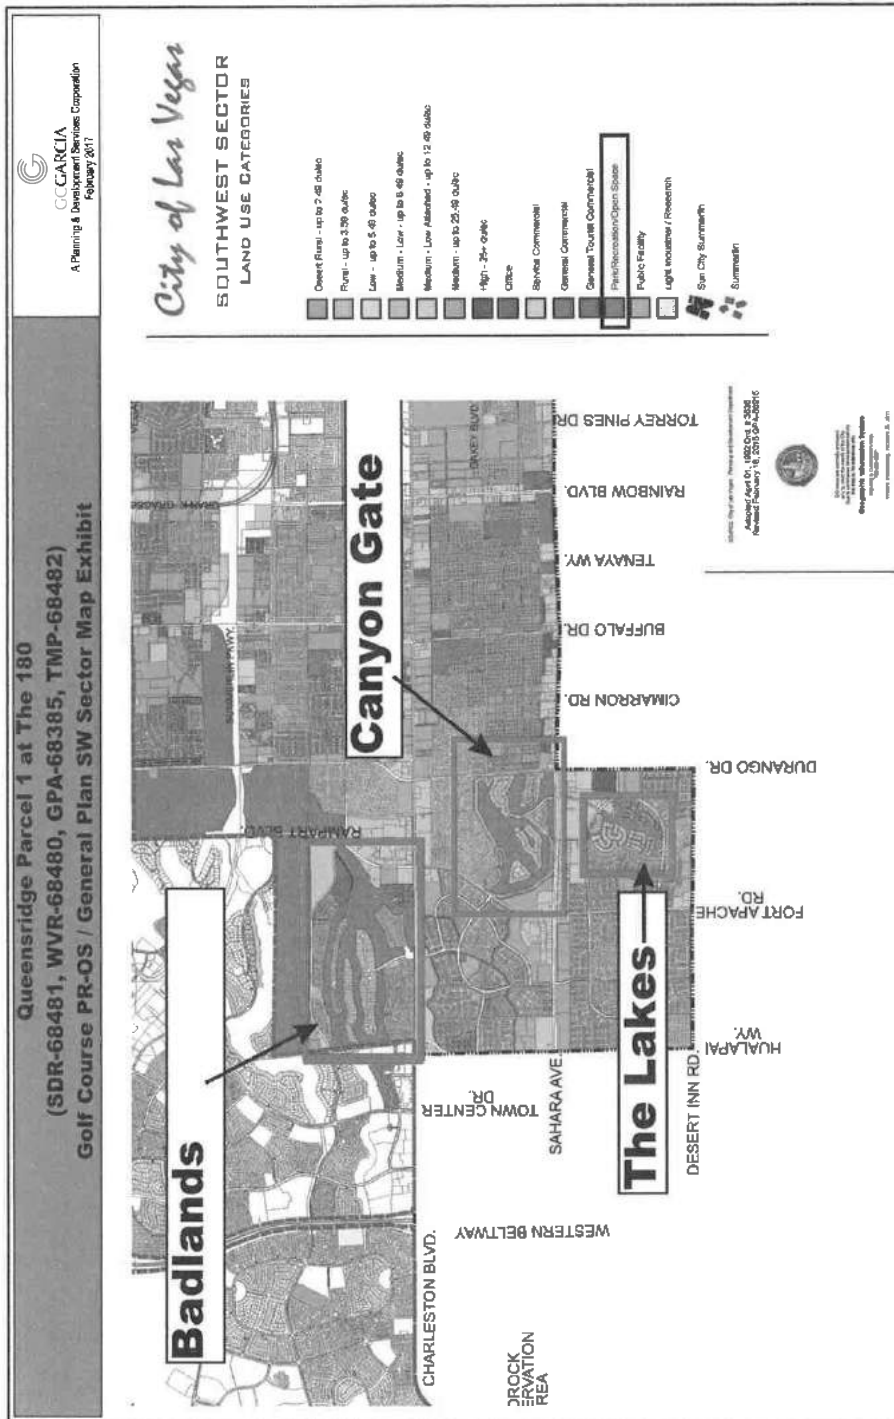 Queensridge Parcel 1 at The 180
(SDR-68481, WVR-68480, GPA-68385, TMP-68482)
Golf Course PR-OS / General Plan SW Sector Map Exhibit
GCGARCIA
A Planning & Development Services Corporation
February 2017
City of Las Vegas
SOUTHWEST SECTOR
LAND USE CATEGORIES
Desert Rural - up to 2.49 du/ac
Rural - up to 3.59 du/ac
Low - up to 5.49 du/ac
Medium - Low - up to 8.49 du/ac
Medium - Low Attached - up to 12.49 du/ac
Medium - up to 25.49 du/ac
High - 25+ du/ac
Office
Service Commercial
General Commercial
General Tourist Commercial
Park/Recreation/Open Space
Public Facility
Light Industrial / Research
Sun City Summerlin
Summerlin
Badlands
Canyon Gate
The Lakes
SUMMERLIN PKWY.
RAMPART BLVD.
OAKEY BLVD.
CHARLESTON BLVD.
TOWN CENTER
DR.
WESTERN BELTWAY
SAHARA AVE.
DESERT INN RD.
HUALAPAI
WY.
FORT APACHE
RD.
DURANGO DR.
CIMARRON RD.
BUFFALO DR.
TENAYA WY.
RAINBOW BLVD.
TORREY PINES DR.
DROCK
ERVATION
REA
Geographic Information System